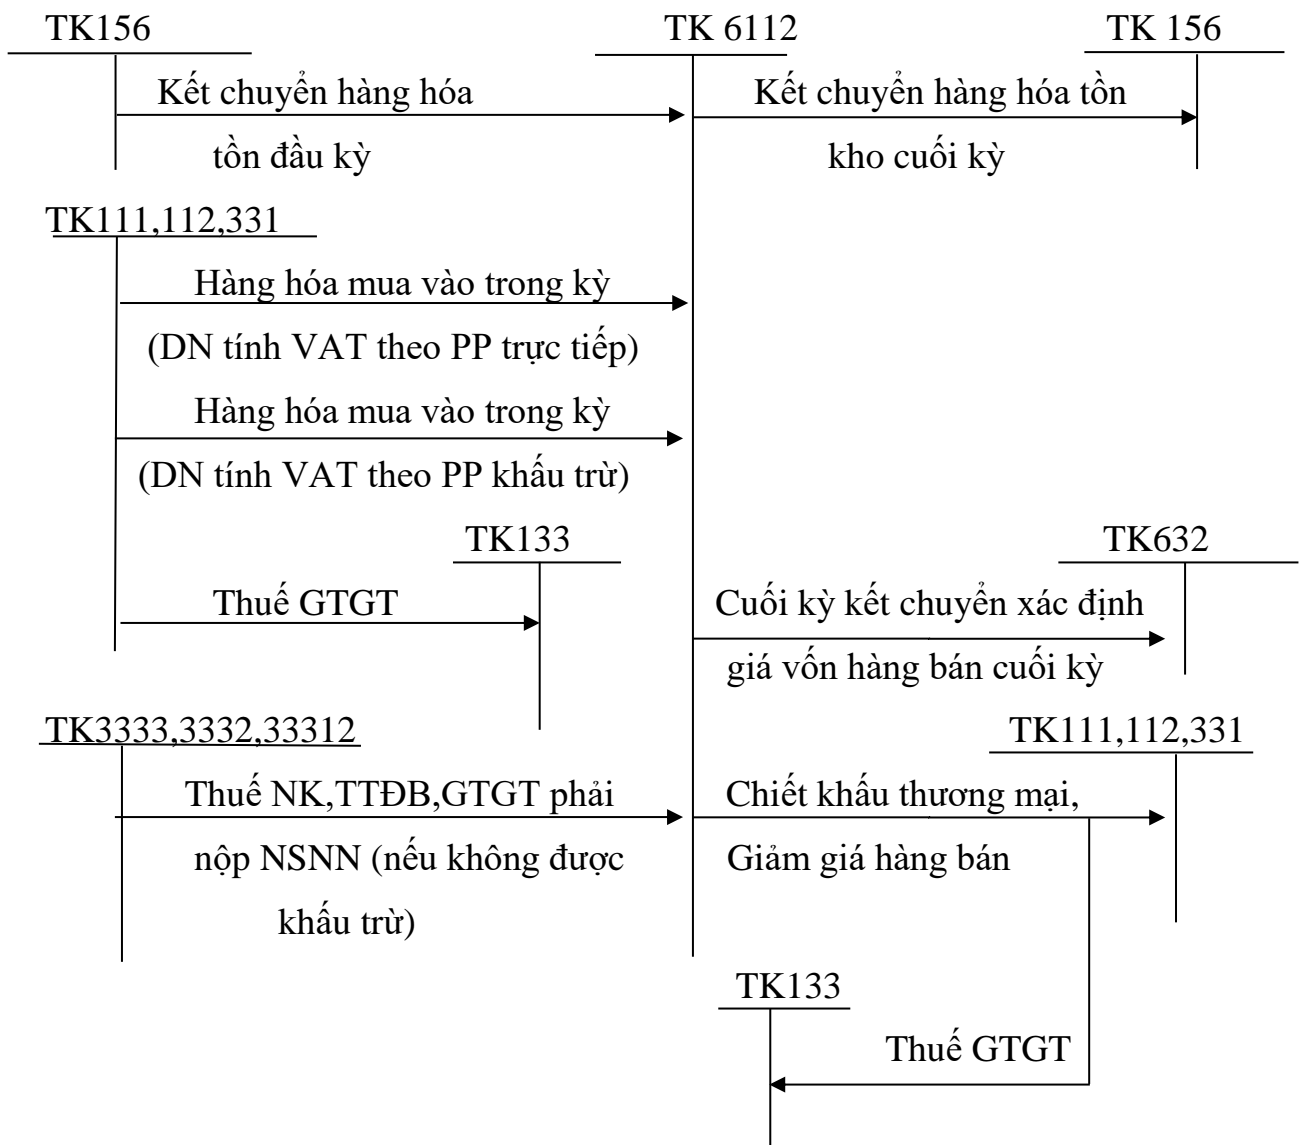 TK156
TK 6112
TK 156
Kết chuyển hàng hóa
tồn đầu kỳ
Kết chuyển hàng hóa tồn
kho cuối kỳ
TK111,112,331
Hàng hóa mua vào trong kỳ
(DN tính VAT theo PP trực tiếp)
Hàng hóa mua vào trong kỳ
(DN tính VAT theo PP khấu trừ)
TK133
TK632
Thuế GTGT
Cuối kỳ kết chuyển xác định
giá vốn hàng bán cuối kỳ
TK3333,3332,33312
TK111,112,331
Thuế NK,TTĐB,GTGT phải
nộp NSNN (nếu không được
khấu trừ)
Chiết khấu thương mại,
Giảm giá hàng bán
TK133
Thuế GTGT